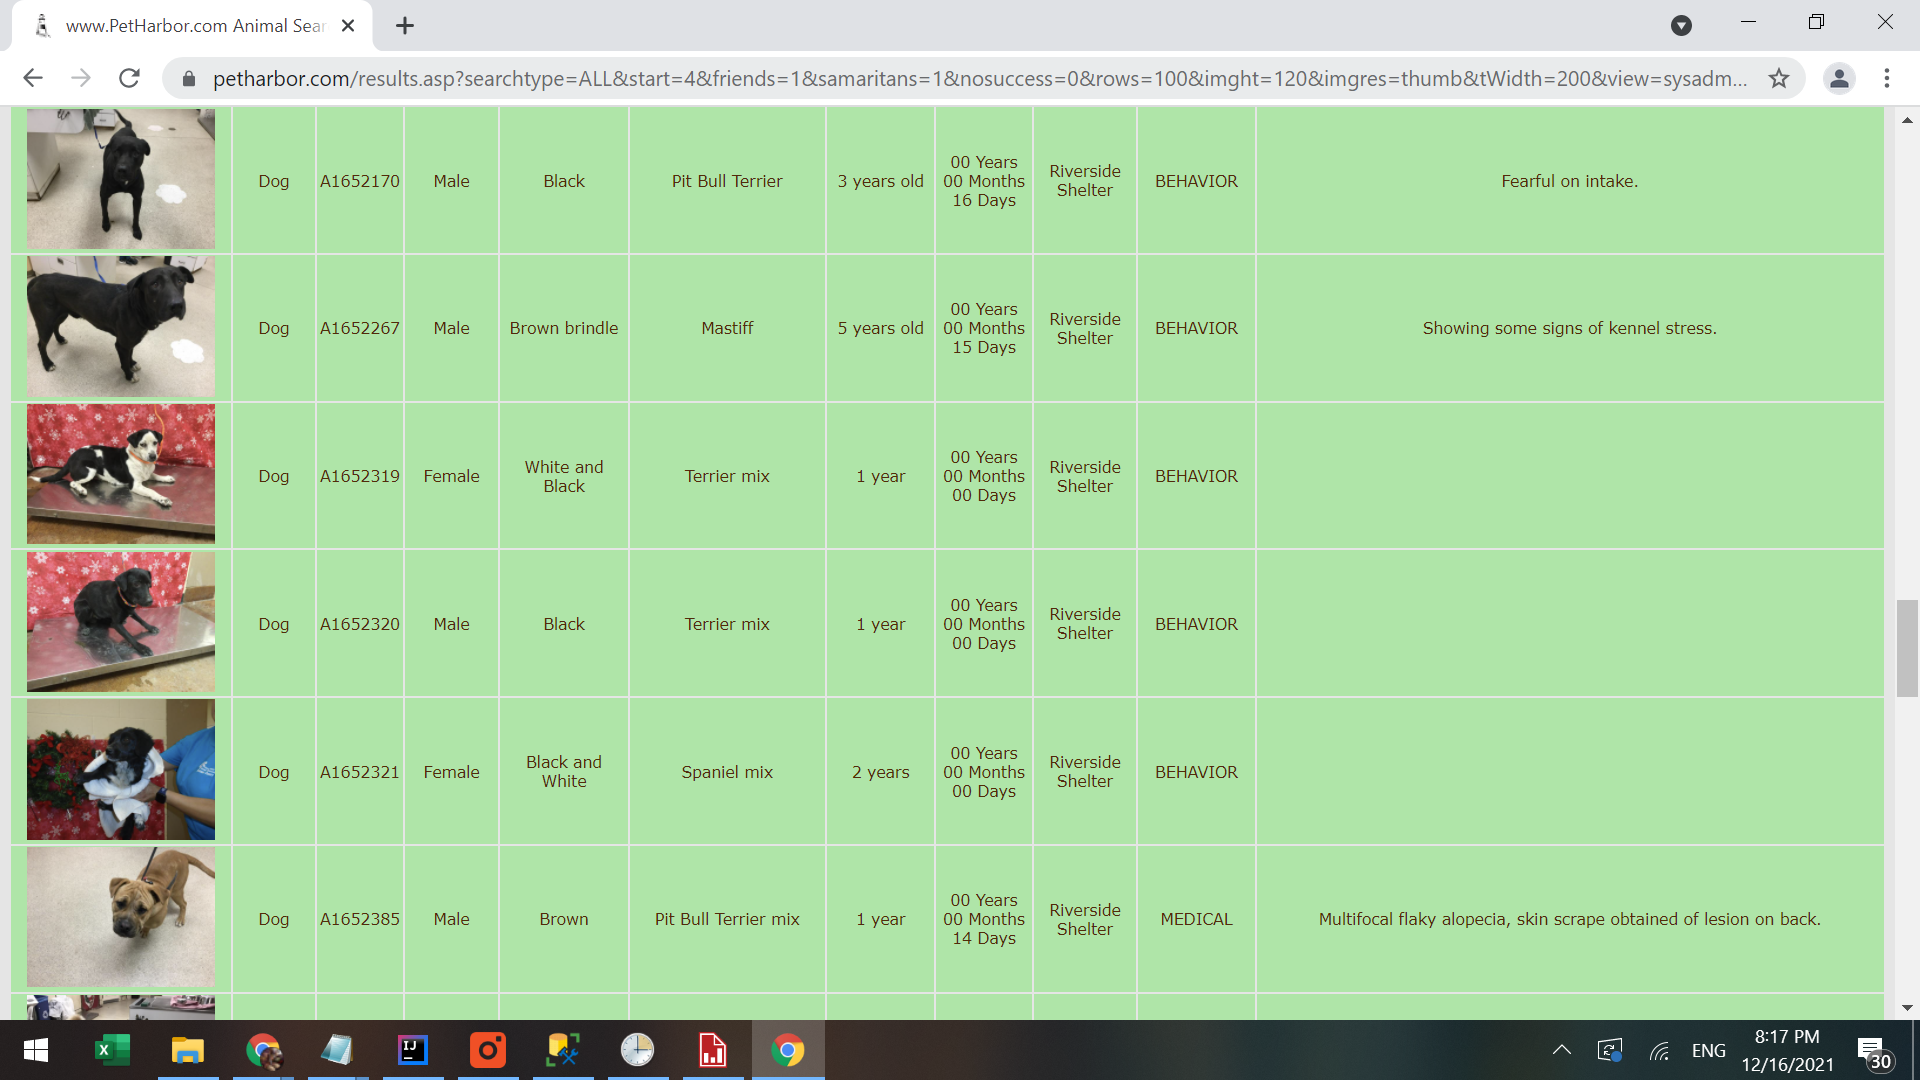 www.PetHarbor.com Animal Sear
petharbor.com/results.asp?searchtype=ALL&start=4&friends=1&samaritans=1&nosuccess=0&rows=100&imght=120&imgres=thumb&tWidth=200&view=sysadm...
Dog A1652170 Male Black Pit Bull Terrier 3 years old 00 Years 00 Months 16 Days Riverside Shelter BEHAVIOR Fearful on intake.
Dog A1652267 Male Brown brindle Mastiff 5 years old 00 Years 00 Months 15 Days Riverside Shelter BEHAVIOR Showing some signs of kennel stress.
Dog A1652319 Female White and Black Terrier mix 1 year 00 Years 00 Months 00 Days Riverside Shelter BEHAVIOR
Dog A1652320 Male Black Terrier mix 1 year 00 Years 00 Months 00 Days Riverside Shelter BEHAVIOR
Dog A1652321 Female Black and White Spaniel mix 2 years 00 Years 00 Months 00 Days Riverside Shelter BEHAVIOR
Dog A1652385 Male Brown Pit Bull Terrier mix 1 year 00 Years 00 Months 14 Days Riverside Shelter MEDICAL Multifocal flaky alopecia, skin scrape obtained of lesion on back.
X IJ ENG 8:17 PM
12/16/2021 30